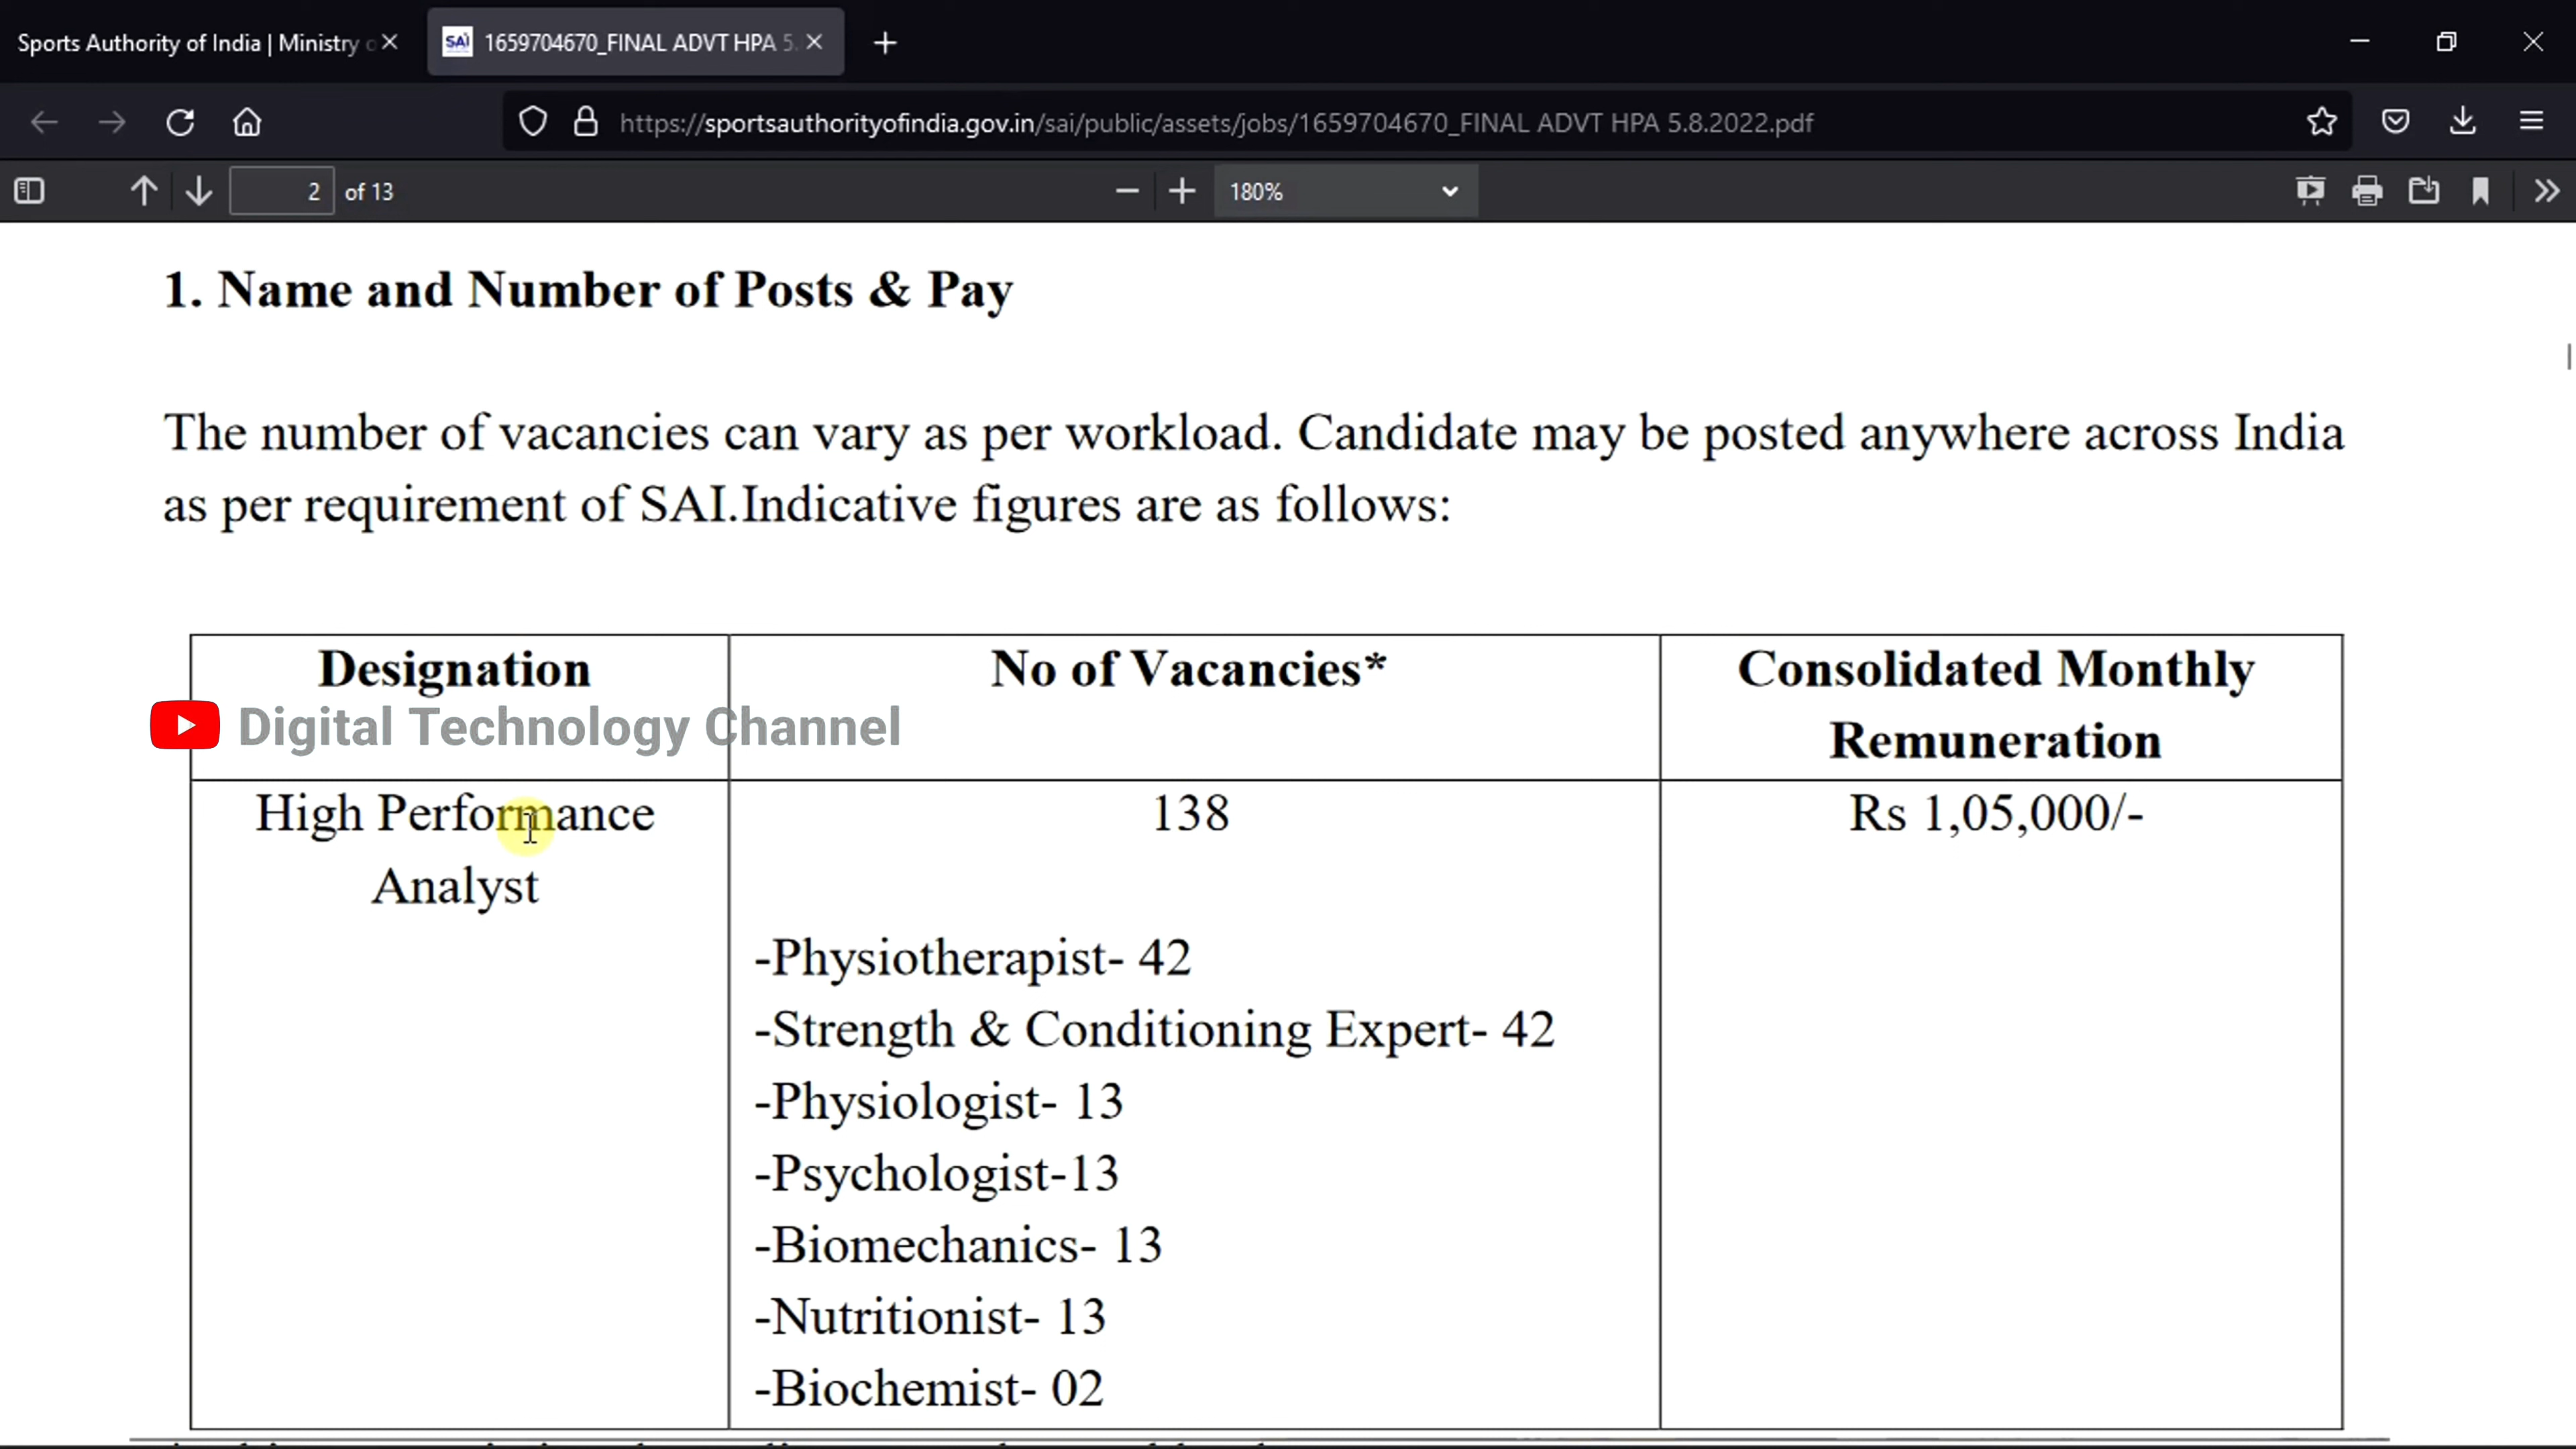 Sports Authority of India | Ministry o
SAI 1659704670_FINAL ADVT HPA 5.
https://sportsauthorityofindia.gov.in/sai/public/assets/jobs/1659704670_FINAL ADVT HPA 5.8.2022.pdf
2 of 13
180%
1. Name and Number of Posts & Pay
The number of vacancies can vary as per workload. Candidate may be posted anywhere across India
as per requirement of SAI.Indicative figures are as follows:
Designation
No of Vacancies*
Consolidated Monthly
Remuneration
Digital Technology Channel
High Performance
Analyst
138
Rs 1,05,000/-
-Physiotherapist- 42
-Strength & Conditioning Expert- 42
-Physiologist- 13
-Psychologist-13
-Biomechanics- 13
-Nutritionist- 13
-Biochemist- 02